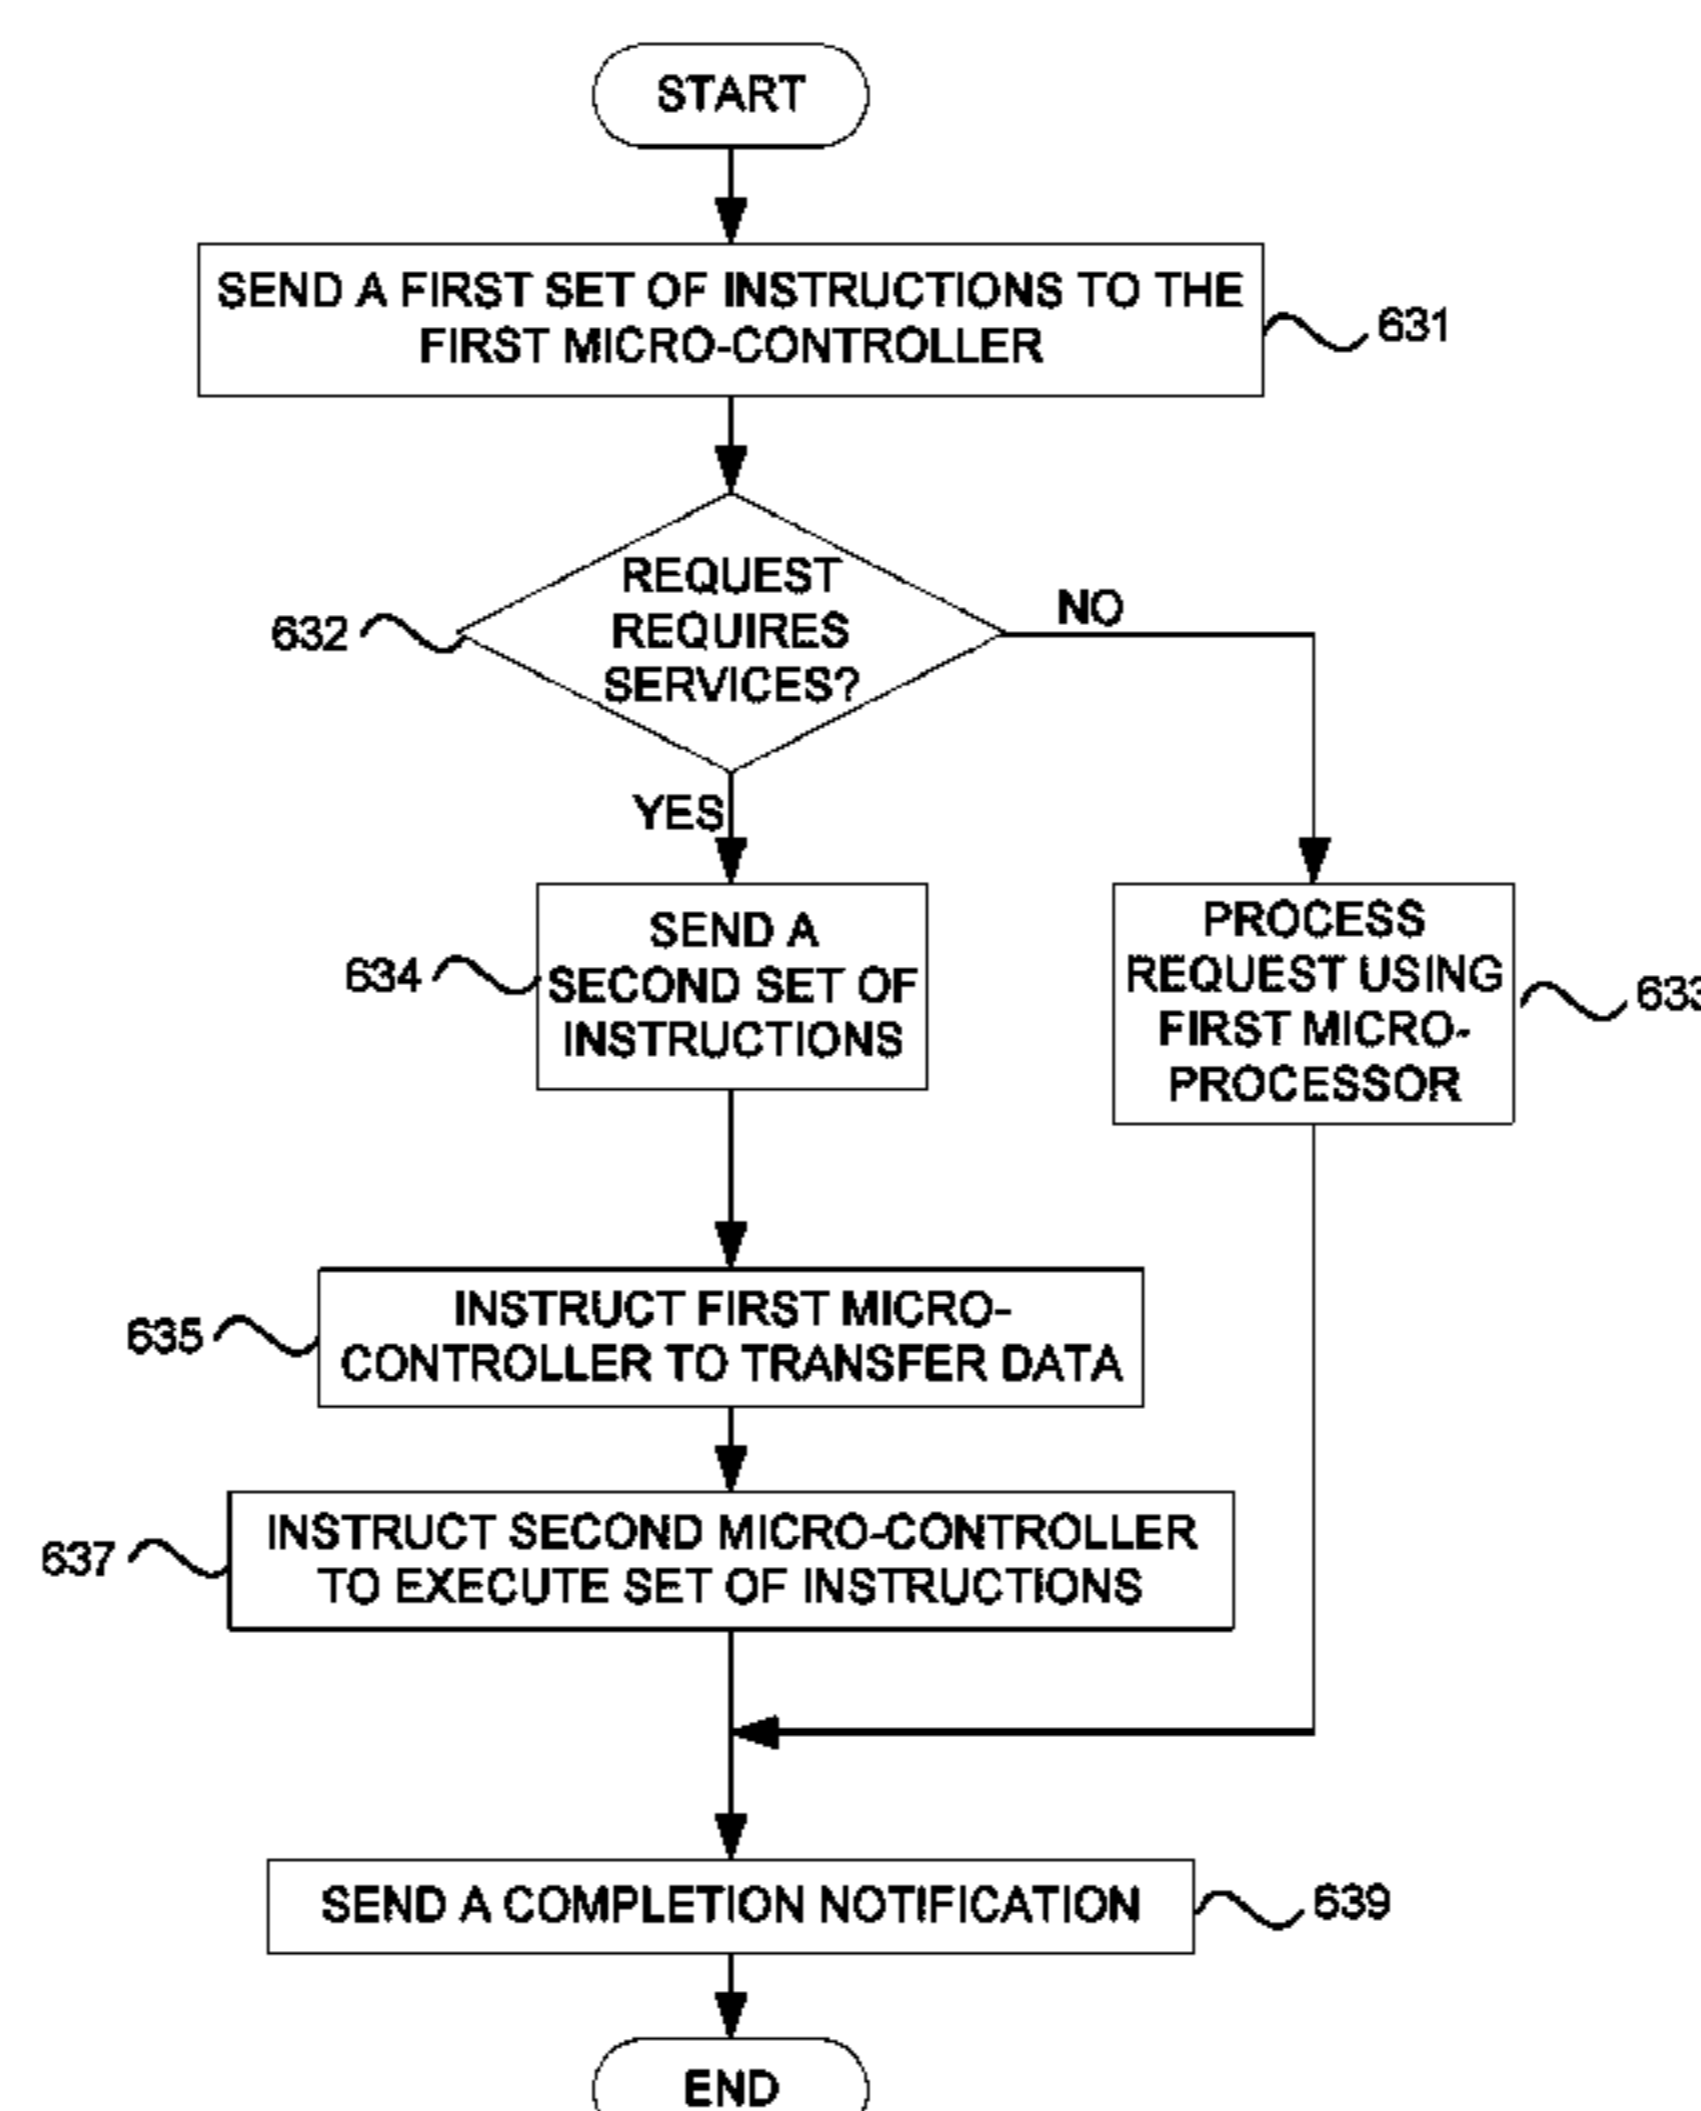 START
SEND A FIRST SET OF INSTRUCTIONS TO THE
FIRST MICRO-CONTROLLER
631
REQUEST
REQUIRES
SERVICES?
632
NO
YES
SEND A
SECOND SET OF
INSTRUCTIONS
634
PROCESS
REQUEST USING
FIRST MICRO-
PROCESSOR
633
INSTRUCT FIRST MICRO-
CONTROLLER TO TRANSFER DATA
635
INSTRUCT SECOND MICRO-CONTROLLER
TO EXECUTE SET OF INSTRUCTIONS
637
SEND A COMPLETION NOTIFICATION
639
END